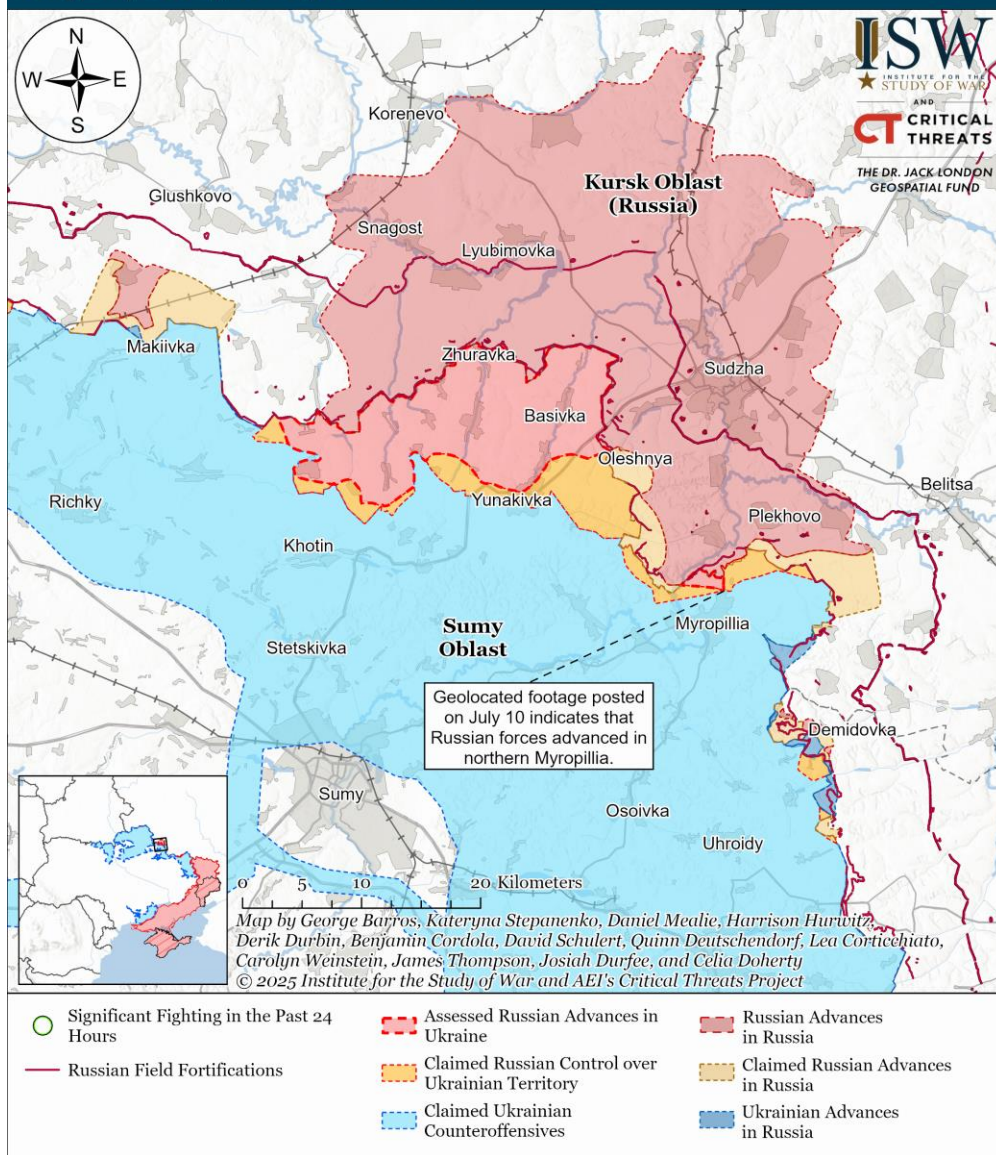 N
W E
S
ISW
INSTITUTE FOR THE
STUDY OF WAR
AND
CT CRITICAL
THREATS
THE DR. JACK LONDON
GEOSPATIAL FUND
Korenevo
Kursk Oblast
(Russia)
Glushkovo
Snagost
Lyubimovka
Makiivka
Zhuravka
Sudzha
Basivka
Oleshnya
Belitsa
Richky
Yunakivka
Plekhovo
Khotin
Myropillia
Sumy
Oblast
Stetskivka
Geolocated footage posted
on July 10 indicates that
Russian forces advanced in
northern Myropillia.
Demidovka
Sumy
Osoivka
Uhroidy
0 5 10 20 Kilometers
Map by George Barros, Kateryna Stepanenko, Daniel Mealie, Harrison Hurwitz,
Derik Durbin, Benjamin Cordola, David Schulert, Quinn Deutschendorf, Lea Corticchiato,
Carolyn Weinstein, James Thompson, Josiah Durfee, and Celia Doherty
© 2025 Institute for the Study of War and AEI's Critical Threats Project
Significant Fighting in the Past 24
Hours
Russian Field Fortifications
Assessed Russian Advances in
Ukraine
Claimed Russian Control over
Ukrainian Territory
Claimed Ukrainian
Counteroffensives
Russian Advances
in Russia
Claimed Russian Advances
in Russia
Ukrainian Advances
in Russia